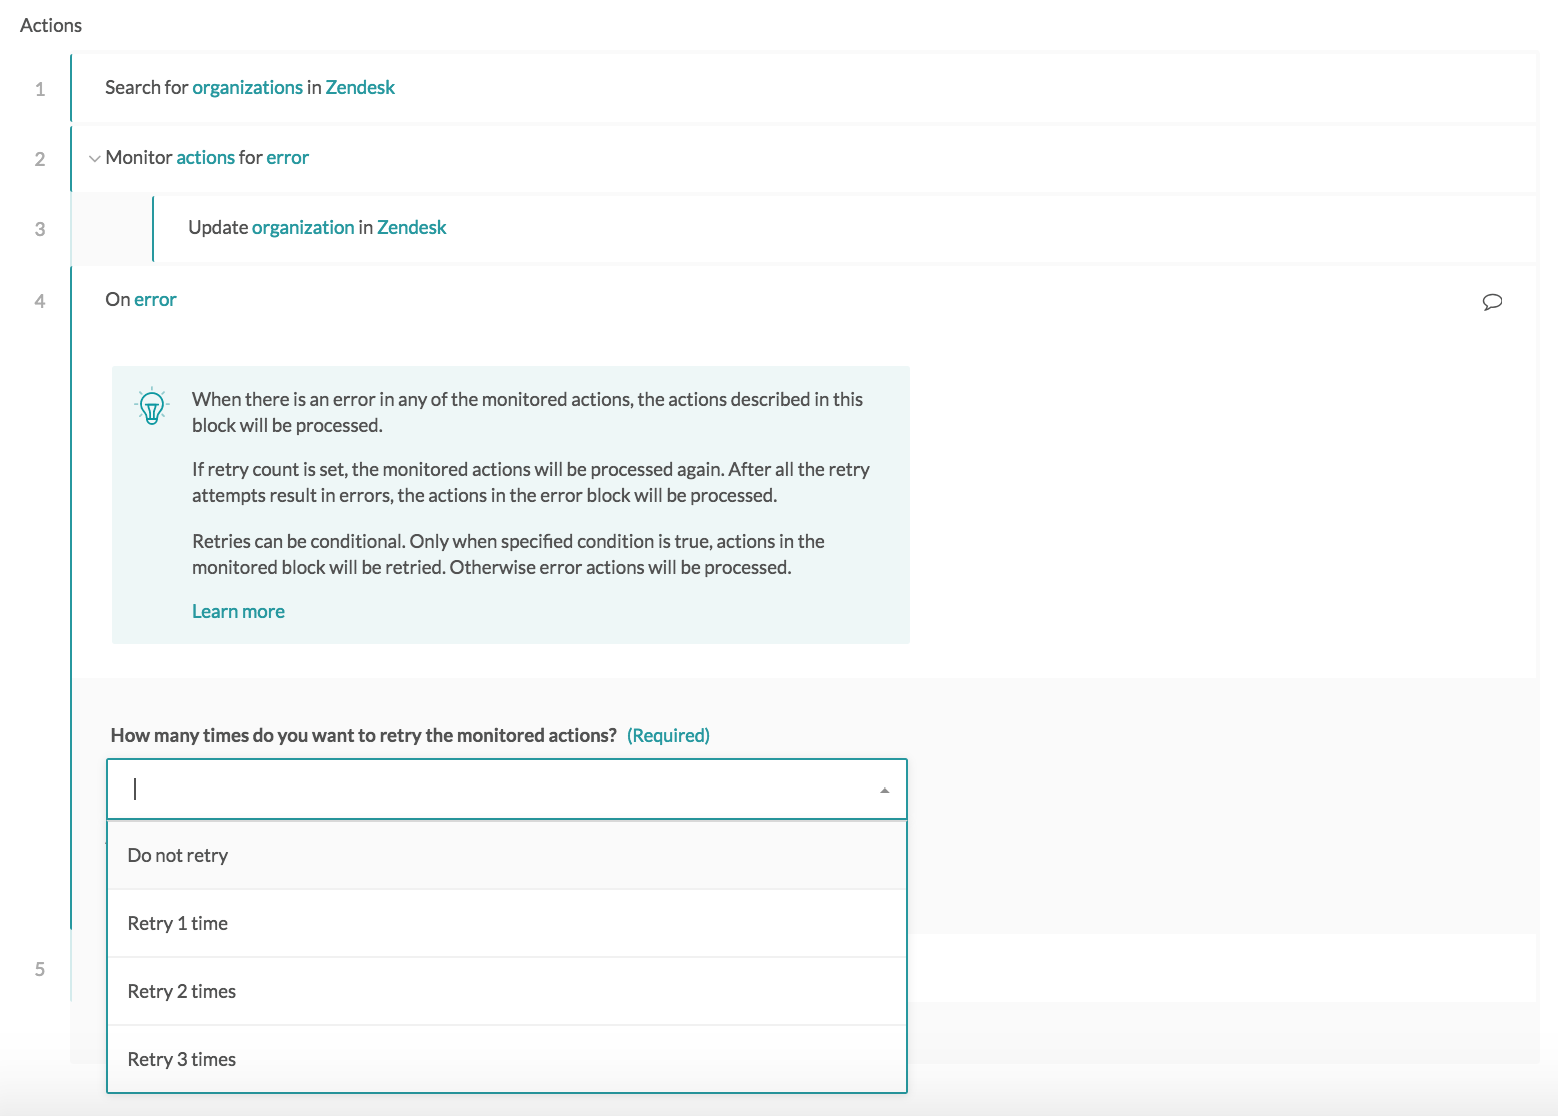 Actions
1
Search for organizations in Zendesk
2
Monitor actions for error
3
Update organization in Zendesk
4
On error
When there is an error in any of the monitored actions, the actions described in this
block will be processed.
If retry count is set, the monitored actions will be processed again. After all the retry
attempts result in errors, the actions in the error block will be processed.
Retries can be conditional. Only when specified condition is true, actions in the
monitored block will be retried. Otherwise error actions will be processed.
Learn more
How many times do you want to retry the monitored actions? (Required)
Do not retry
Retry 1 time
5
Retry 2 times
Retry 3 times